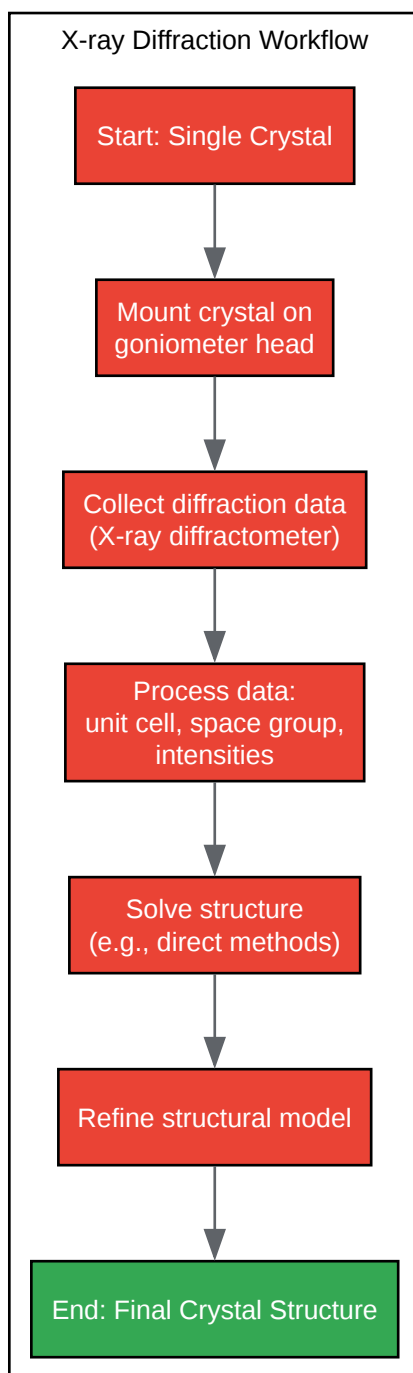 X-ray Diffraction Workflow
Start: Single Crystal
Mount crystal on
goniometer head
Collect diffraction data
(X-ray diffractometer)
Process data:
unit cell, space group,
intensities
Solve structure
(e.g., direct methods)
Refine structural model
End: Final Crystal Structure